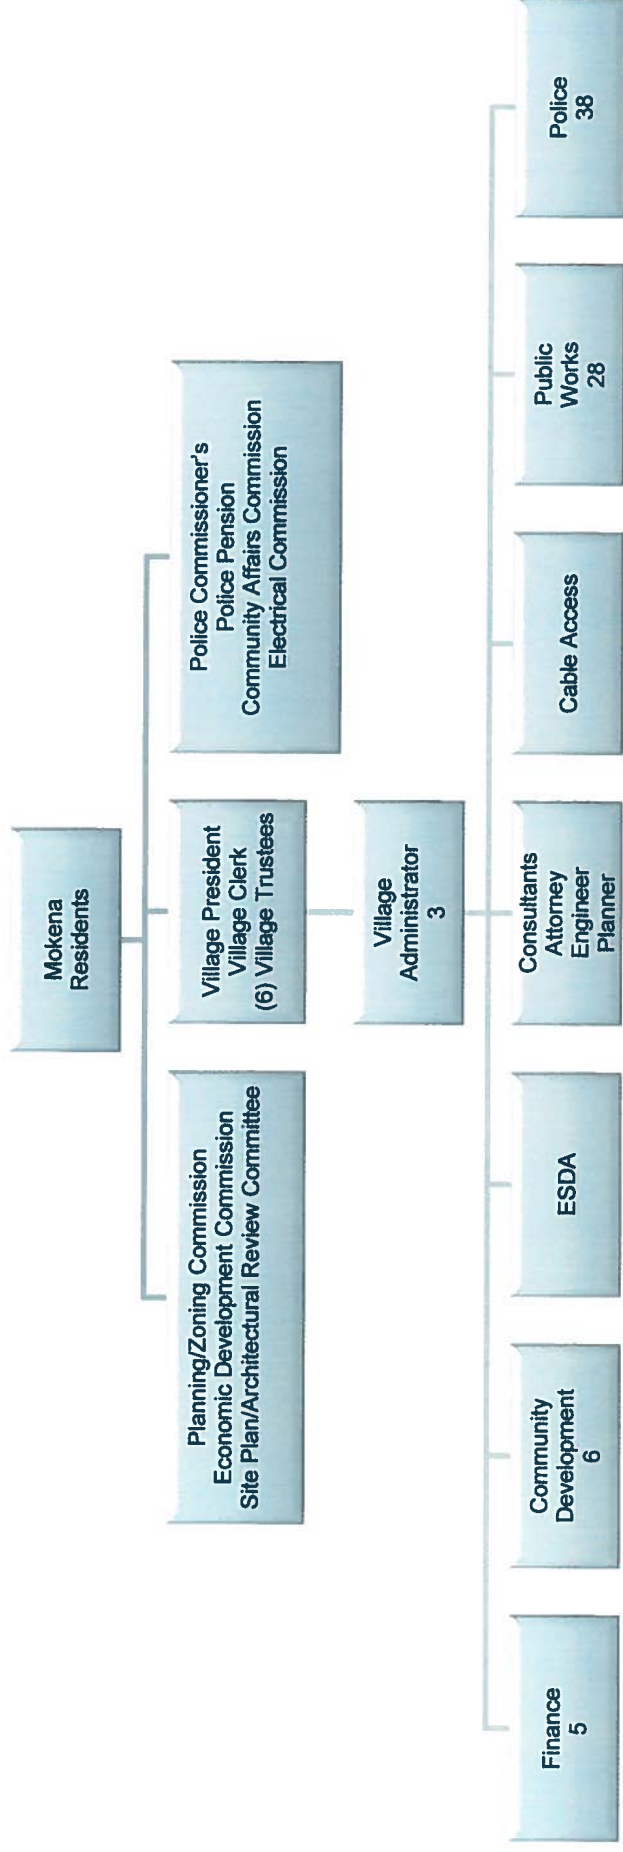 Mokena
Residents
Planning/Zoning Commission
Economic Development Commission
Site Plan/Architectural Review Committee
Village President
Village Clerk
(6) Village Trustees
Police Commissioner's
Police Pension
Community Affairs Commission
Electrical Commission
Village
Administrator
3
Finance
5
Community
Development
6
ESDA
Consultants
Attorney
Engineer
Planner
Cable Access
Public
Works
28
Police
38